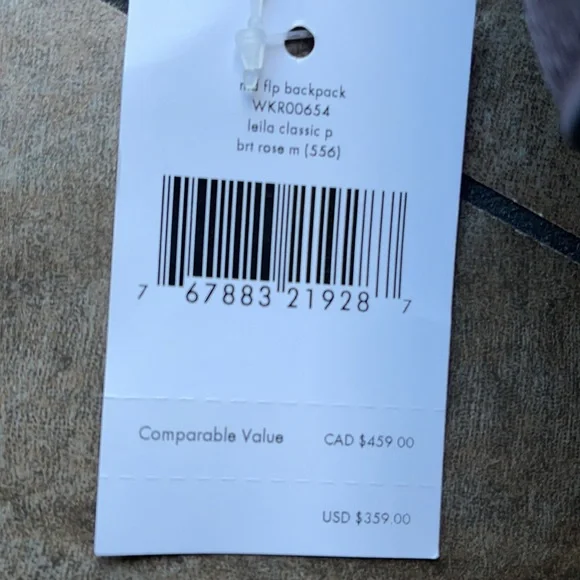 flp backpack
WKR00654
leila classic p
brt rose m (556)
7 67883 21928 7
Comparable Value CAD $459.00
USD $359.00